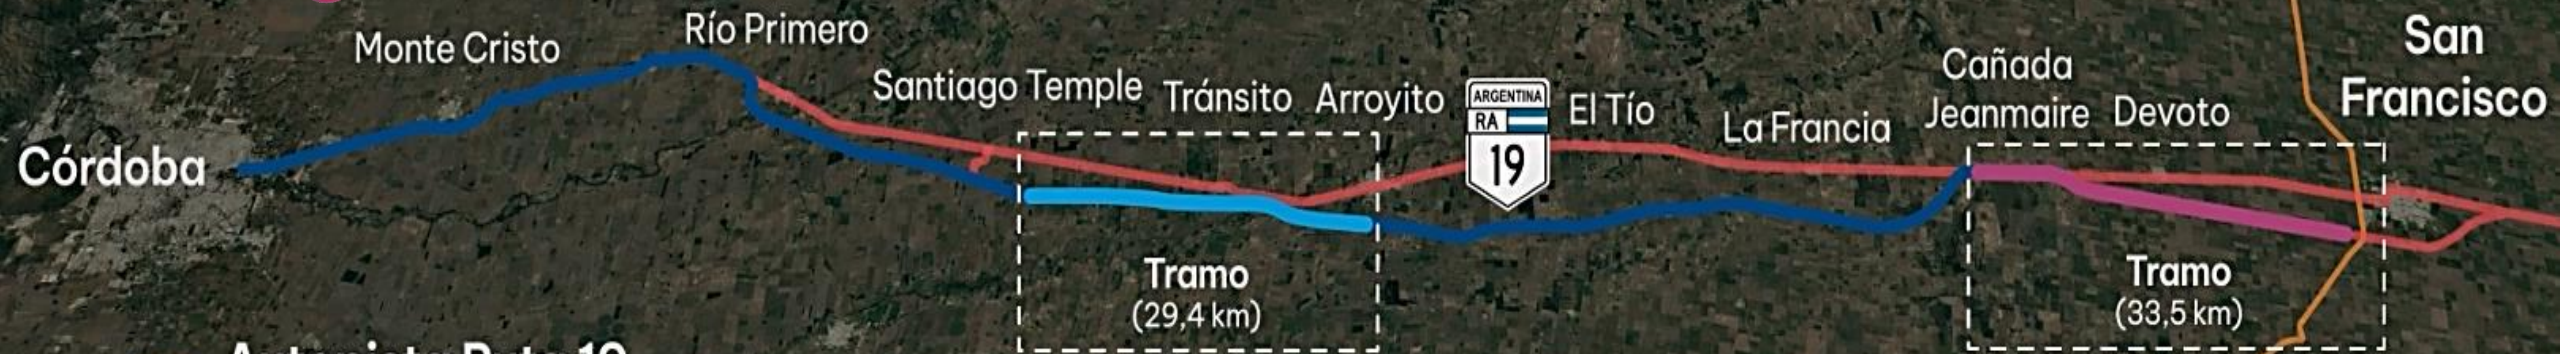 Monte Cristo
Río Primero
Santiago Temple
Tránsito
Arroyito
ARGENTINA
RA
19
El Tío
La Francia
Cañada
Jeanmaire
Devoto
San
Francisco
Córdoba
Tramo
(29,4 km)
Tramo
(33,5 km)